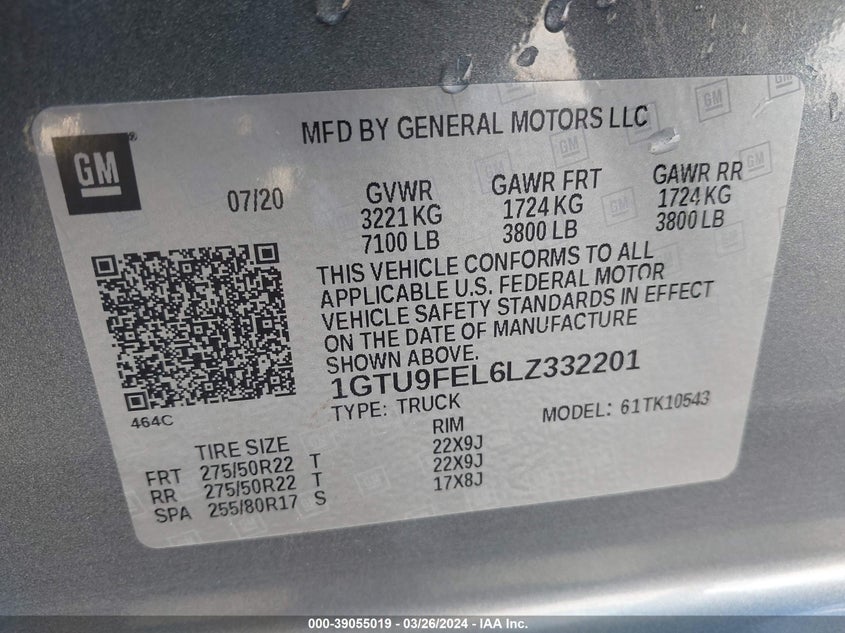 MFD BY GENERAL MOTORS LLC
GM
07/20
GVWR GAWR FRT GAWR RR
3221 KG 1724 KG 1724 KG
7100 LB 3800 LB 3800 LB
THIS VEHICLE CONFORMS TO ALL
APPLICABLE U.S. FEDERAL MOTOR
VEHICLE SAFETY STANDARDS IN EFFECT
ON THE DATE OF MANUFACTURE
SHOWN ABOVE.
1GTU9FEL6LZ332201
464C
TYPE: TRUCK MODEL: 61TK10543
TIRE SIZE RIM
FRT 275/50R22 T 22X9J
RR 275/50R22 T 22X9J
SPA 255/80R17 S 17X8J
000-39055019 - 03/26/2024 - IAA Inc.